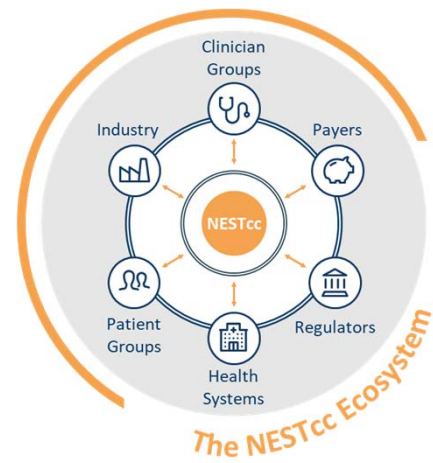 Clinician
Groups
Industry
Payers
NESTcc
Patient
Groups
Regulators
Health
Systems
The NESTcc Ecosystem